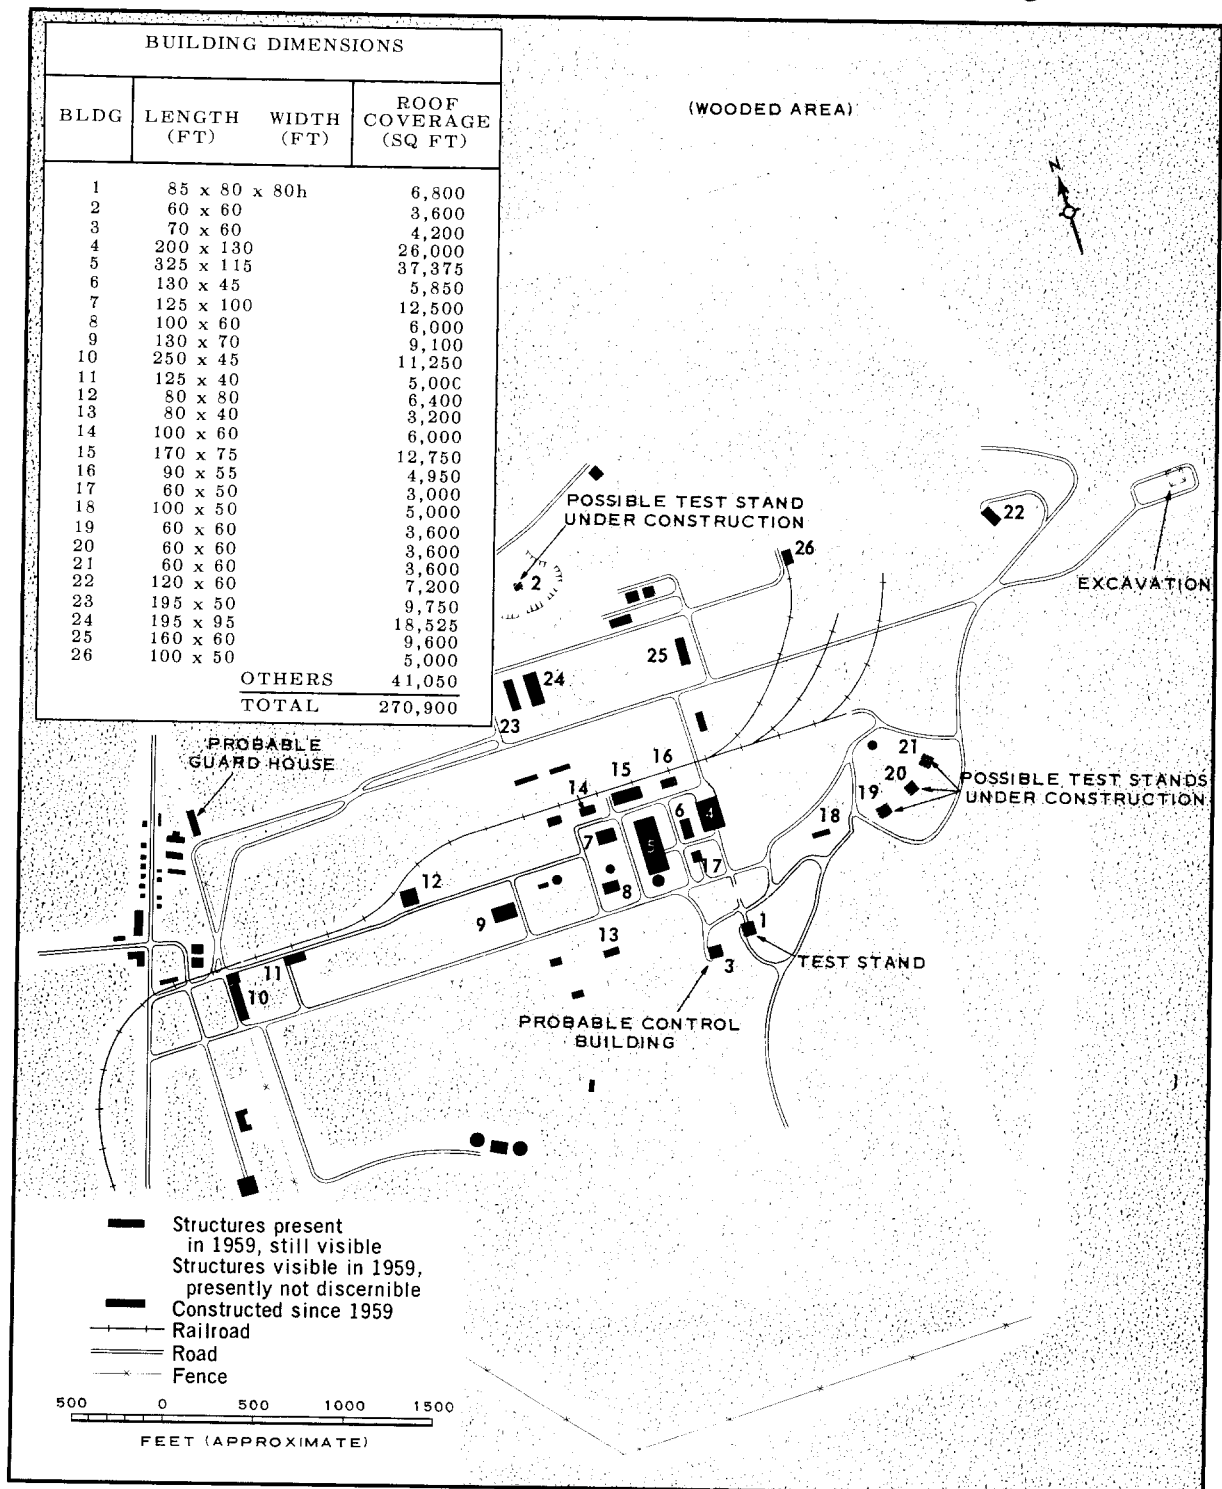 BUILDING DIMENSIONS
BLDG LENGTH (FT) WIDTH (FT) ROOF COVERAGE (SQ FT)
1 85 x 80 x 80h 6,800
2 60 x 60 3,600
3 70 x 60 4,200
4 200 x 130 26,000
5 325 x 115 37,375
6 130 x 45 5,850
7 125 x 100 12,500
8 100 x 60 6,000
9 130 x 70 9,100
10 250 x 45 11,250
11 125 x 40 5,000
12 80 x 80 6,400
13 80 x 40 3,200
14 100 x 60 6,000
15 170 x 75 12,750
16 90 x 55 4,950
17 60 x 50 3,000
18 100 x 50 5,000
19 60 x 60 3,600
20 60 x 60 3,600
21 60 x 60 3,600
22 120 x 60 7,200
23 195 x 50 9,750
24 195 x 95 18,525
25 160 x 60 9,600
26 100 x 50 5,000
OTHERS 41,050
TOTAL 270,900
(WOODED AREA)
N
POSSIBLE TEST STAND
UNDER CONSTRUCTION
2
26
22
EXCAVATION
25
24
23
PROBABLE
GUARD HOUSE
21
20
19
POSSIBLE TEST STANDS
UNDER CONSTRUCTION
18
16
15
14
6
4
7
5
17
8
12
9
1
13
3
TEST STAND
11
10
PROBABLE CONTROL
BUILDING
Structures present
in 1959, still visible
Structures visible in 1959,
presently not discernible
Constructed since 1959
Railroad
Road
Fence
500 0 500 1000 1500
FEET (APPROXIMATE)